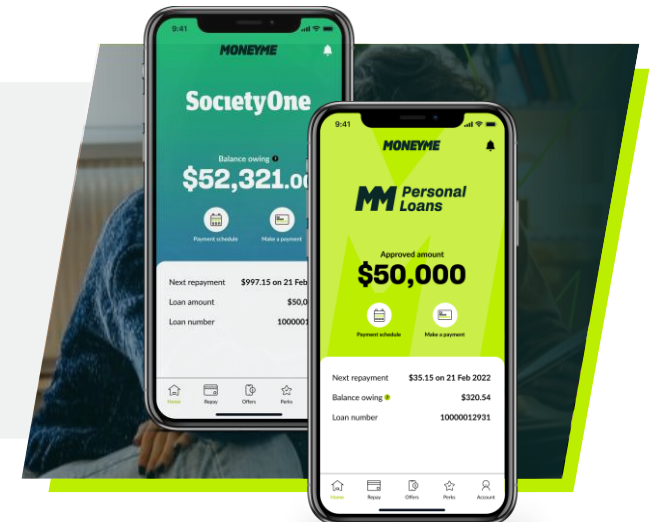 9:41
MONEYME
SocietyOne
Balance owing
$52,321.0
Payment schedule
Make a payment
Next repayment $997.15 on 21 Feb
Loan amount $50,0
Loan number 1000001
Home Repay Offers Perks
9:41
MONEYME
MM Personal
Loans
Approved amount
$50,000
Payment schedule
Make a payment
Next repayment $35.15 on 21 Feb 2022
Balance owing $320.54
Loan number 10000012931
Home Repay Offers Perks Account